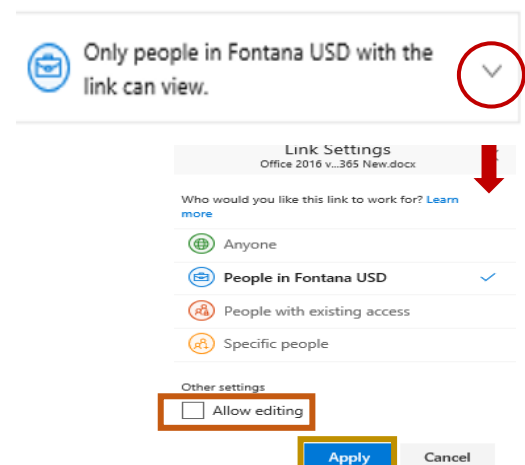 Only people in Fontana USD with the
link can view.
Link Settings
Office 2016 v...365 New.docx
Who would you like this link to work for? Learn
more
Anyone
People in Fontana USD
People with existing access
Specific people
Other settings
Allow editing
Apply Cancel